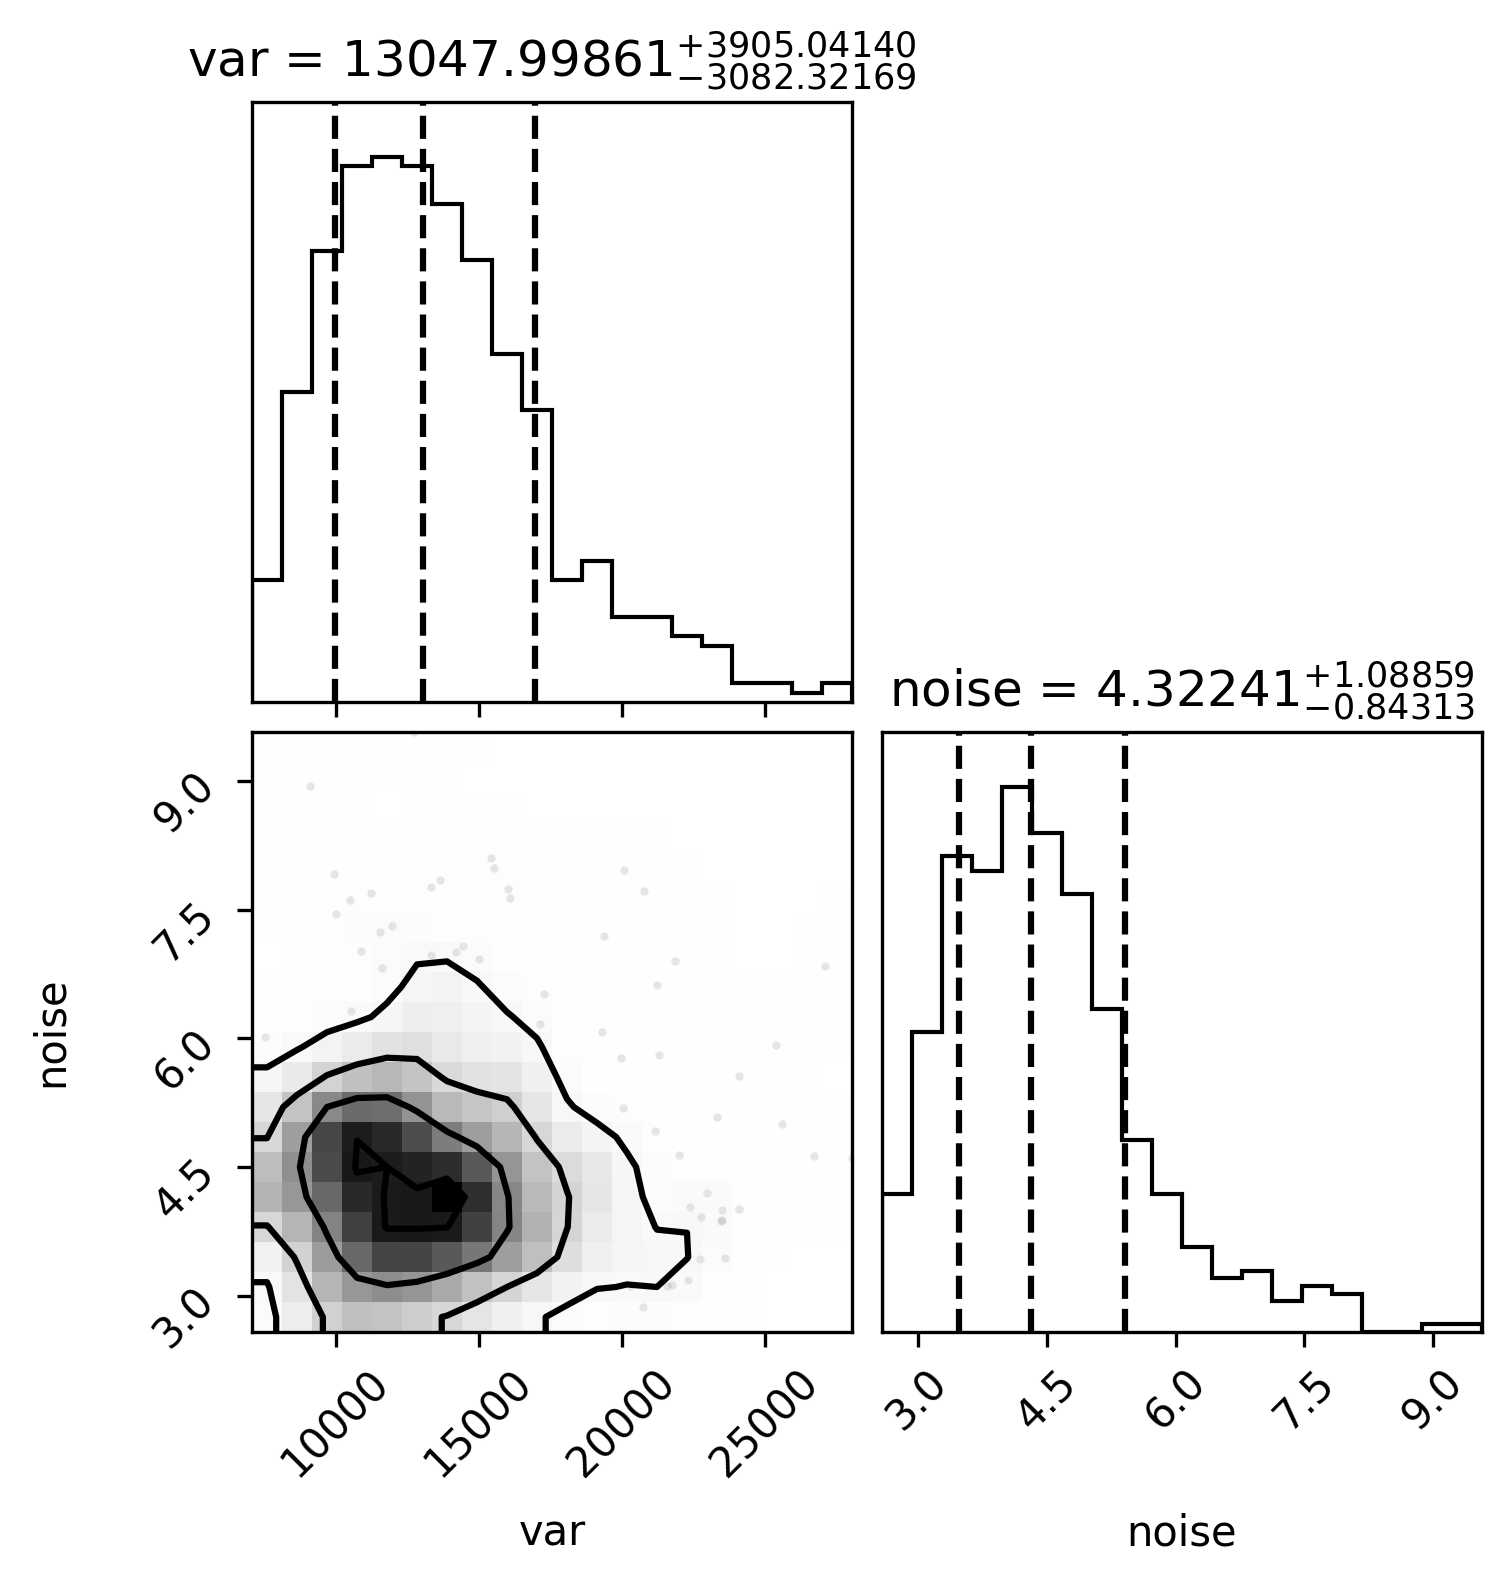 var = 13047.99861+3905.04140−3082.32169
noise = 4.32241+1.08859−0.84313
9.0
7.5
6.0
4.5
3.0
noise
10000 15000 20000 25000
3.0 4.5 6.0 7.5 9.0
var
noise